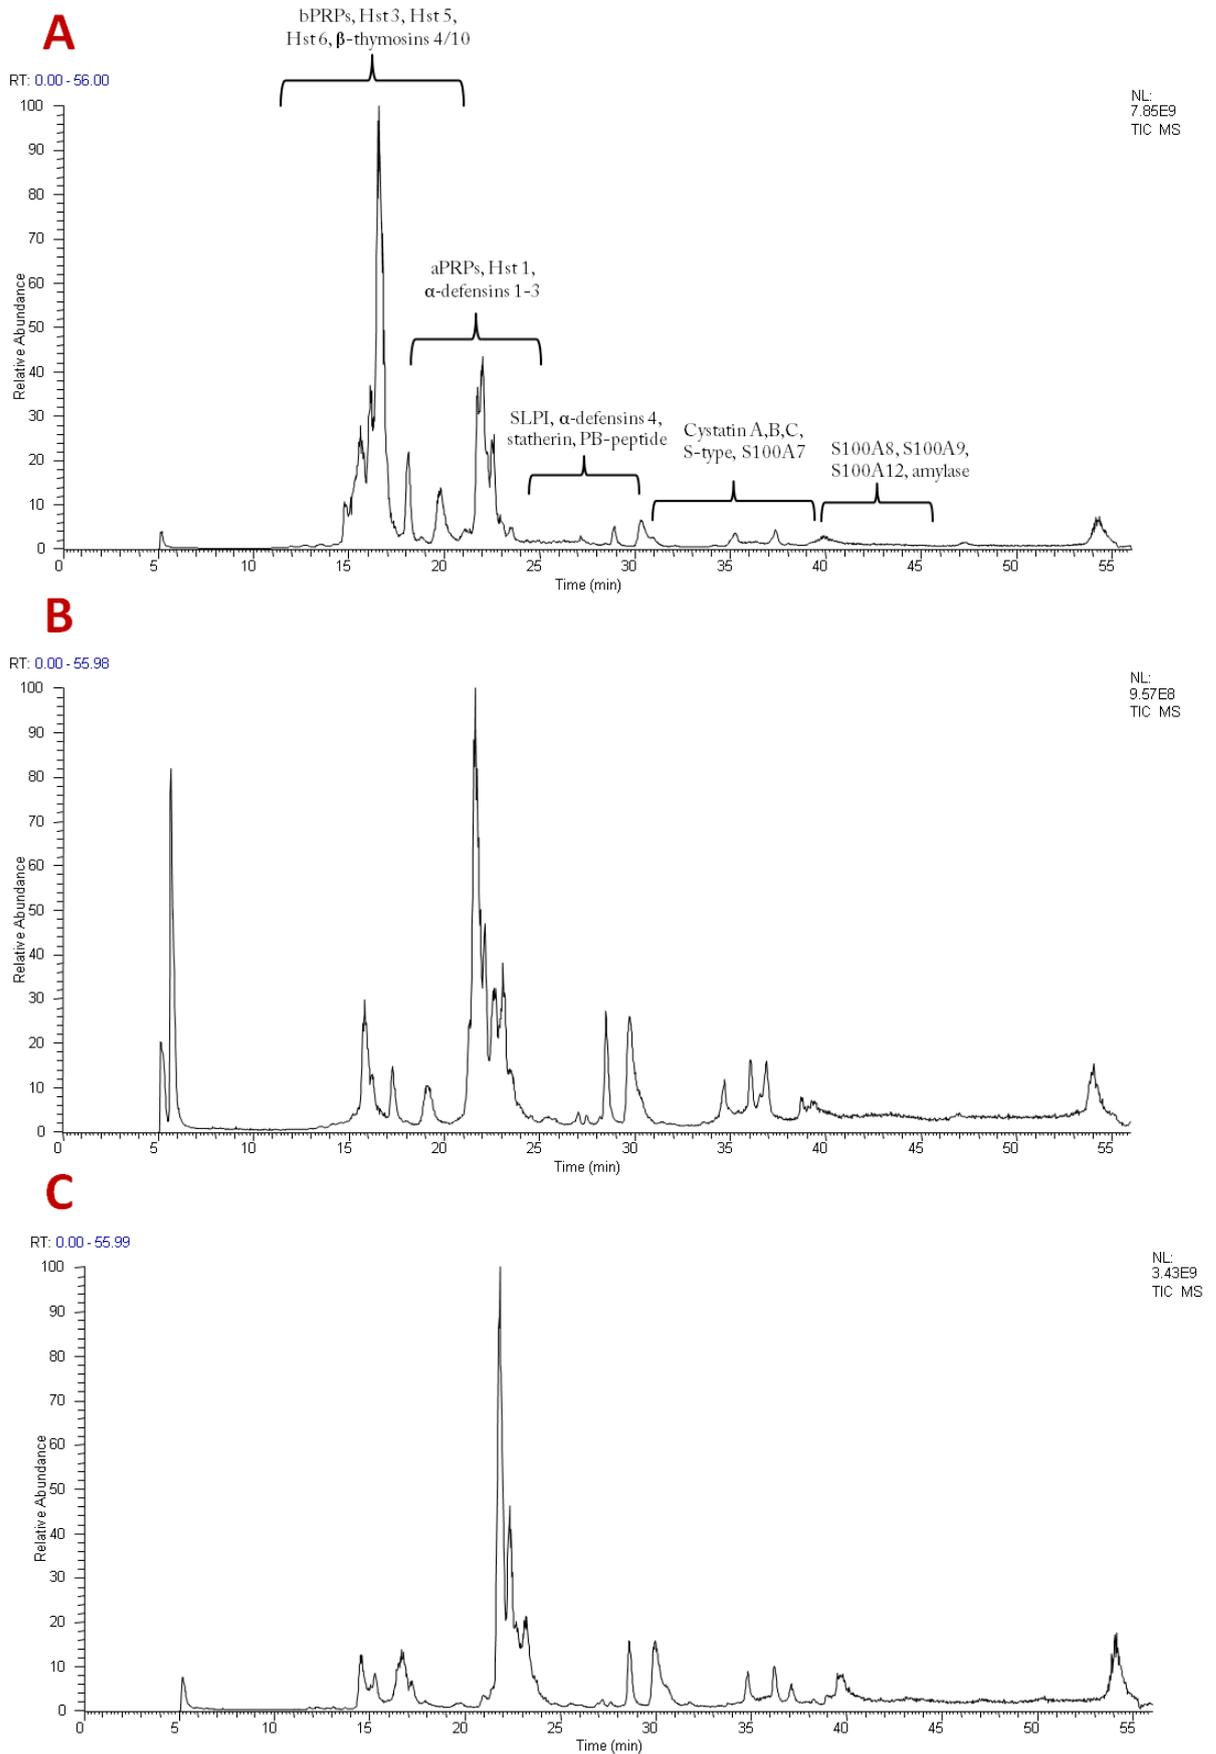 A
bPRPs, Hst 3, Hst 5,
Hst 6, β-thymosins 4/10
RT: 0.00 - 56.00
NL:
7.85E9
TIC MS
aPRPs, Hst 1,
α-defensins 1-3
SLPI, α-defensins 4,
statherin, PB-peptide
Cystatin A,B,C,
S-type, S100A7
S100A8, S100A9,
S100A12, amylase
100
90
80
70
60
50
40
30
20
10
0
Relative Abundance
0 5 10 15 20 25 30 35 40 45 50 55
Time (min)
B
RT: 0.00 - 55.98
NL:
9.57E8
TIC MS
100
90
80
70
60
50
40
30
20
10
0
Relative Abundance
0 5 10 15 20 25 30 35 40 45 50 55
Time (min)
C
RT: 0.00 - 55.99
NL:
3.43E9
TIC MS
100
90
80
70
60
50
40
30
20
10
0
Relative Abundance
0 5 10 15 20 25 30 35 40 45 50 55
Time (min)